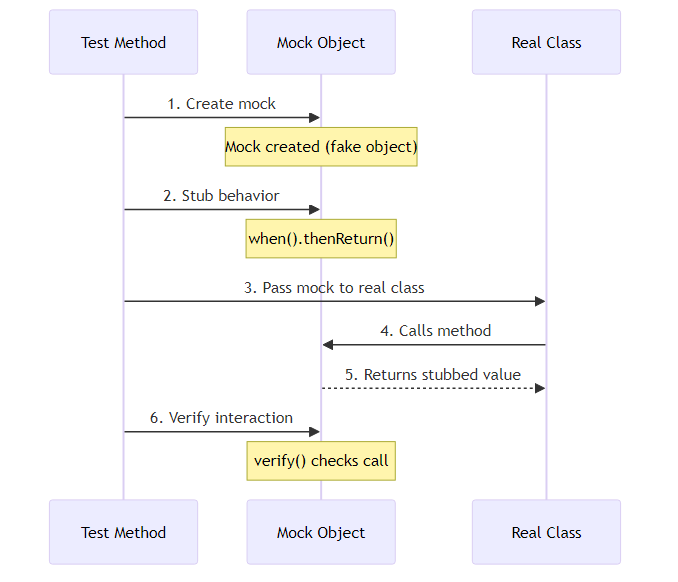 Test Method
Mock Object
Real Class
1. Create mock
Mock created (fake object)
2. Stub behavior
when().thenReturn()
3. Pass mock to real class
4. Calls method
5. Returns stubbed value
6. Verify interaction
verify() checks call
Test Method
Mock Object
Real Class